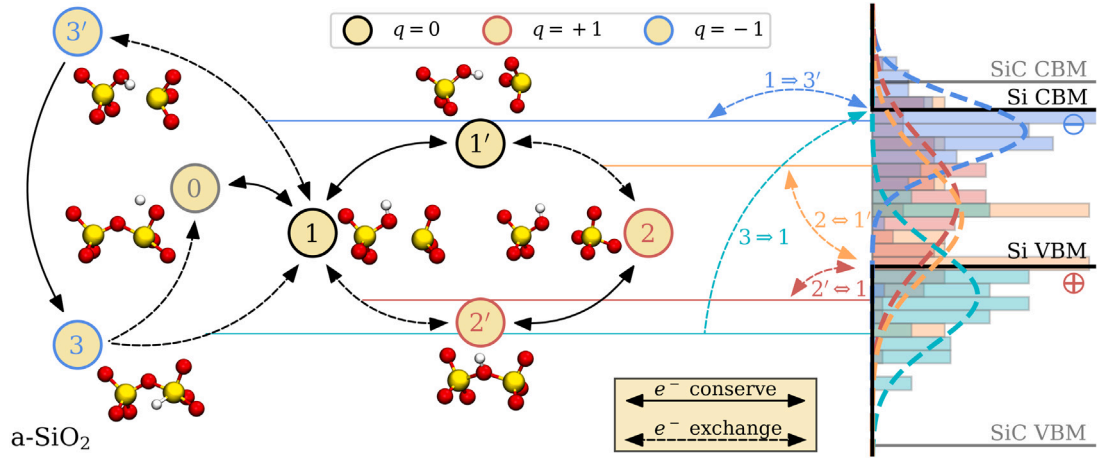 q=0
q=+1
q=−1
3′
0
1
1′
2
2′
3
1⇒3′
2⇔1′
3⇒1
2′⇔1
SiC CBM
Si CBM
⊖
Si VBM
⊕
SiC VBM
e⁻ conserve
e⁻ exchange
a-SiO₂